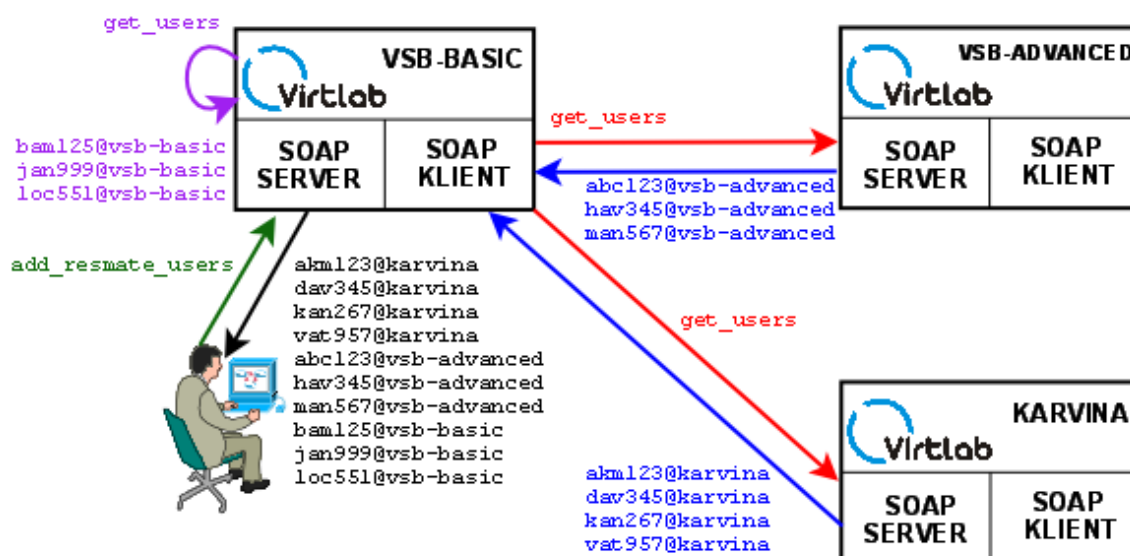 get_users
VSB-BASIC
Virtlab
SOAP SERVER
SOAP KLIENT
bam125@vsb-basic
jan999@vsb-basic
loc551@vsb-basic
get_users
abc123@vsb-advanced
hav345@vsb-advanced
man567@vsb-advanced
VSB-ADVANCED
Virtlab
SOAP SERVER
SOAP KLIENT
add_resmate_users
akm123@karvina
dav345@karvina
kan267@karvina
vat957@karvina
abc123@vsb-advanced
hav345@vsb-advanced
man567@vsb-advanced
bam125@vsb-basic
jan999@vsb-basic
loc551@vsb-basic
get_users
akm123@karvina
dav345@karvina
kan267@karvina
vat957@karvina
KARVINA
Virtlab
SOAP SERVER
SOAP KLIENT